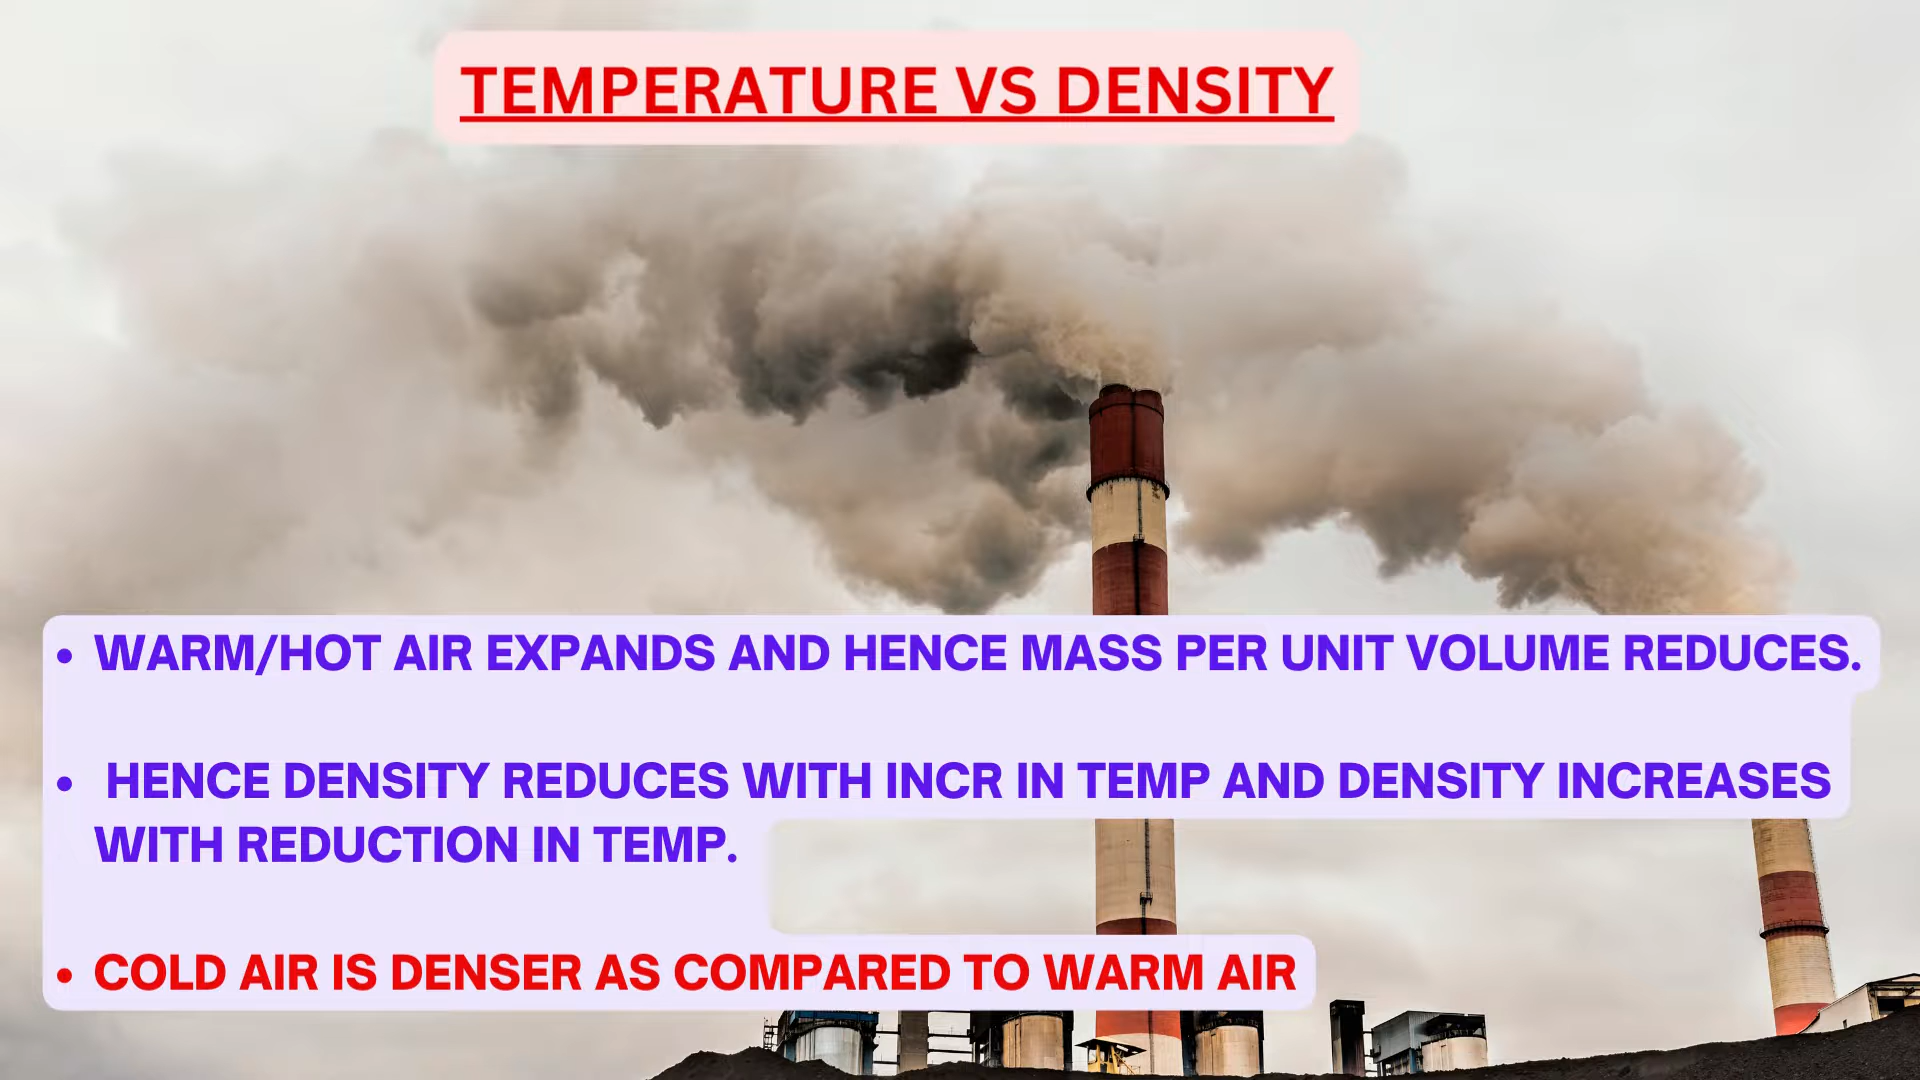 TEMPERATURE VS DENSITY
• WARM/HOT AIR EXPANDS AND HENCE MASS PER UNIT VOLUME REDUCES.
• HENCE DENSITY REDUCES WITH INCR IN TEMP AND DENSITY INCREASES
WITH REDUCTION IN TEMP.
• COLD AIR IS DENSER AS COMPARED TO WARM AIR